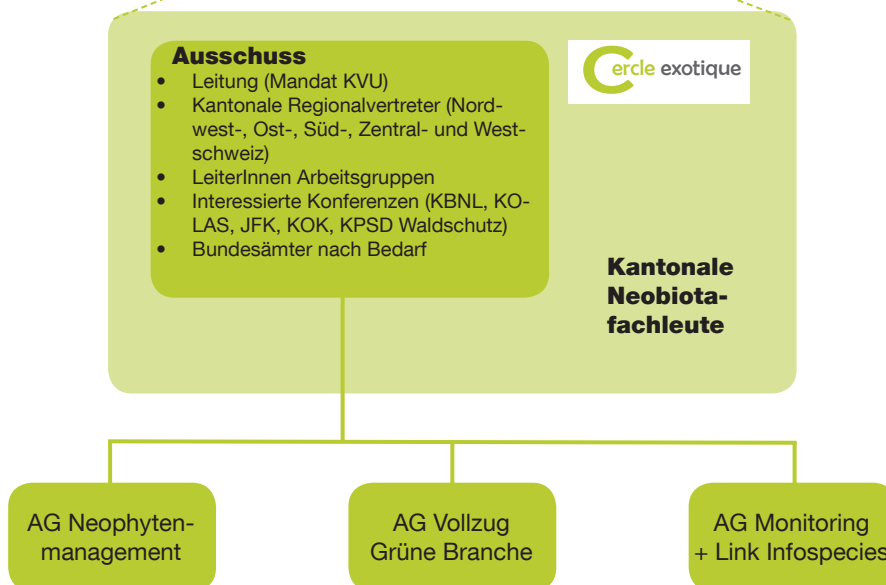 Ausschuss
• Leitung (Mandat KVU)
• Kantonale Regionalvertreter (Nord-
west-, Ost-, Süd-, Zentral- und West-
schweiz)
• LeiterInnen Arbeitsgruppen
• Interessierte Konferenzen (KBNL, KO-
LAS, JFK, KOK, KPSD Waldschutz)
• Bundesämter nach Bedarf
Cercle exotique
Kantonale
Neobiota-
fachleute
AG Neophyten-
management
AG Vollzug
Grüne Branche
AG Monitoring
+ Link Infospecies